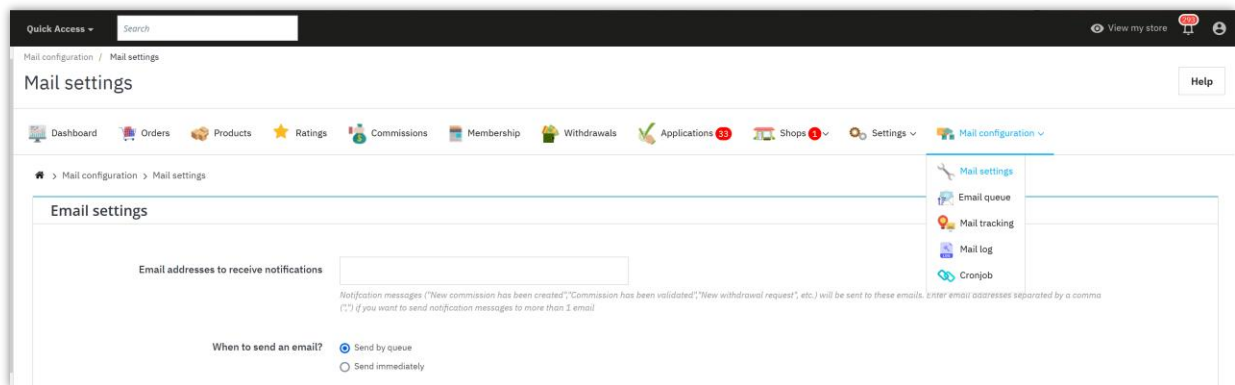 Quick Access
Search
View my store
293
Mail configuration / Mail settings
Mail settings
Help
Dashboard Orders Products Ratings Commissions Membership Withdrawals Applications 33 Shops 1 Settings Mail configuration
> Mail configuration > Mail settings
Mail settings
Email queue
Mail tracking
Mail log
Cronjob
Email settings
Email addresses to receive notifications
Notifcation messages ("New commission has been created","Commission has been validated","New withdrawal request", etc.) will be sent to these emails. Enter email addresses separated by a comma
(",") if you want to send notification messages to more than 1 email
When to send an email?
Send by queue
Send immediately